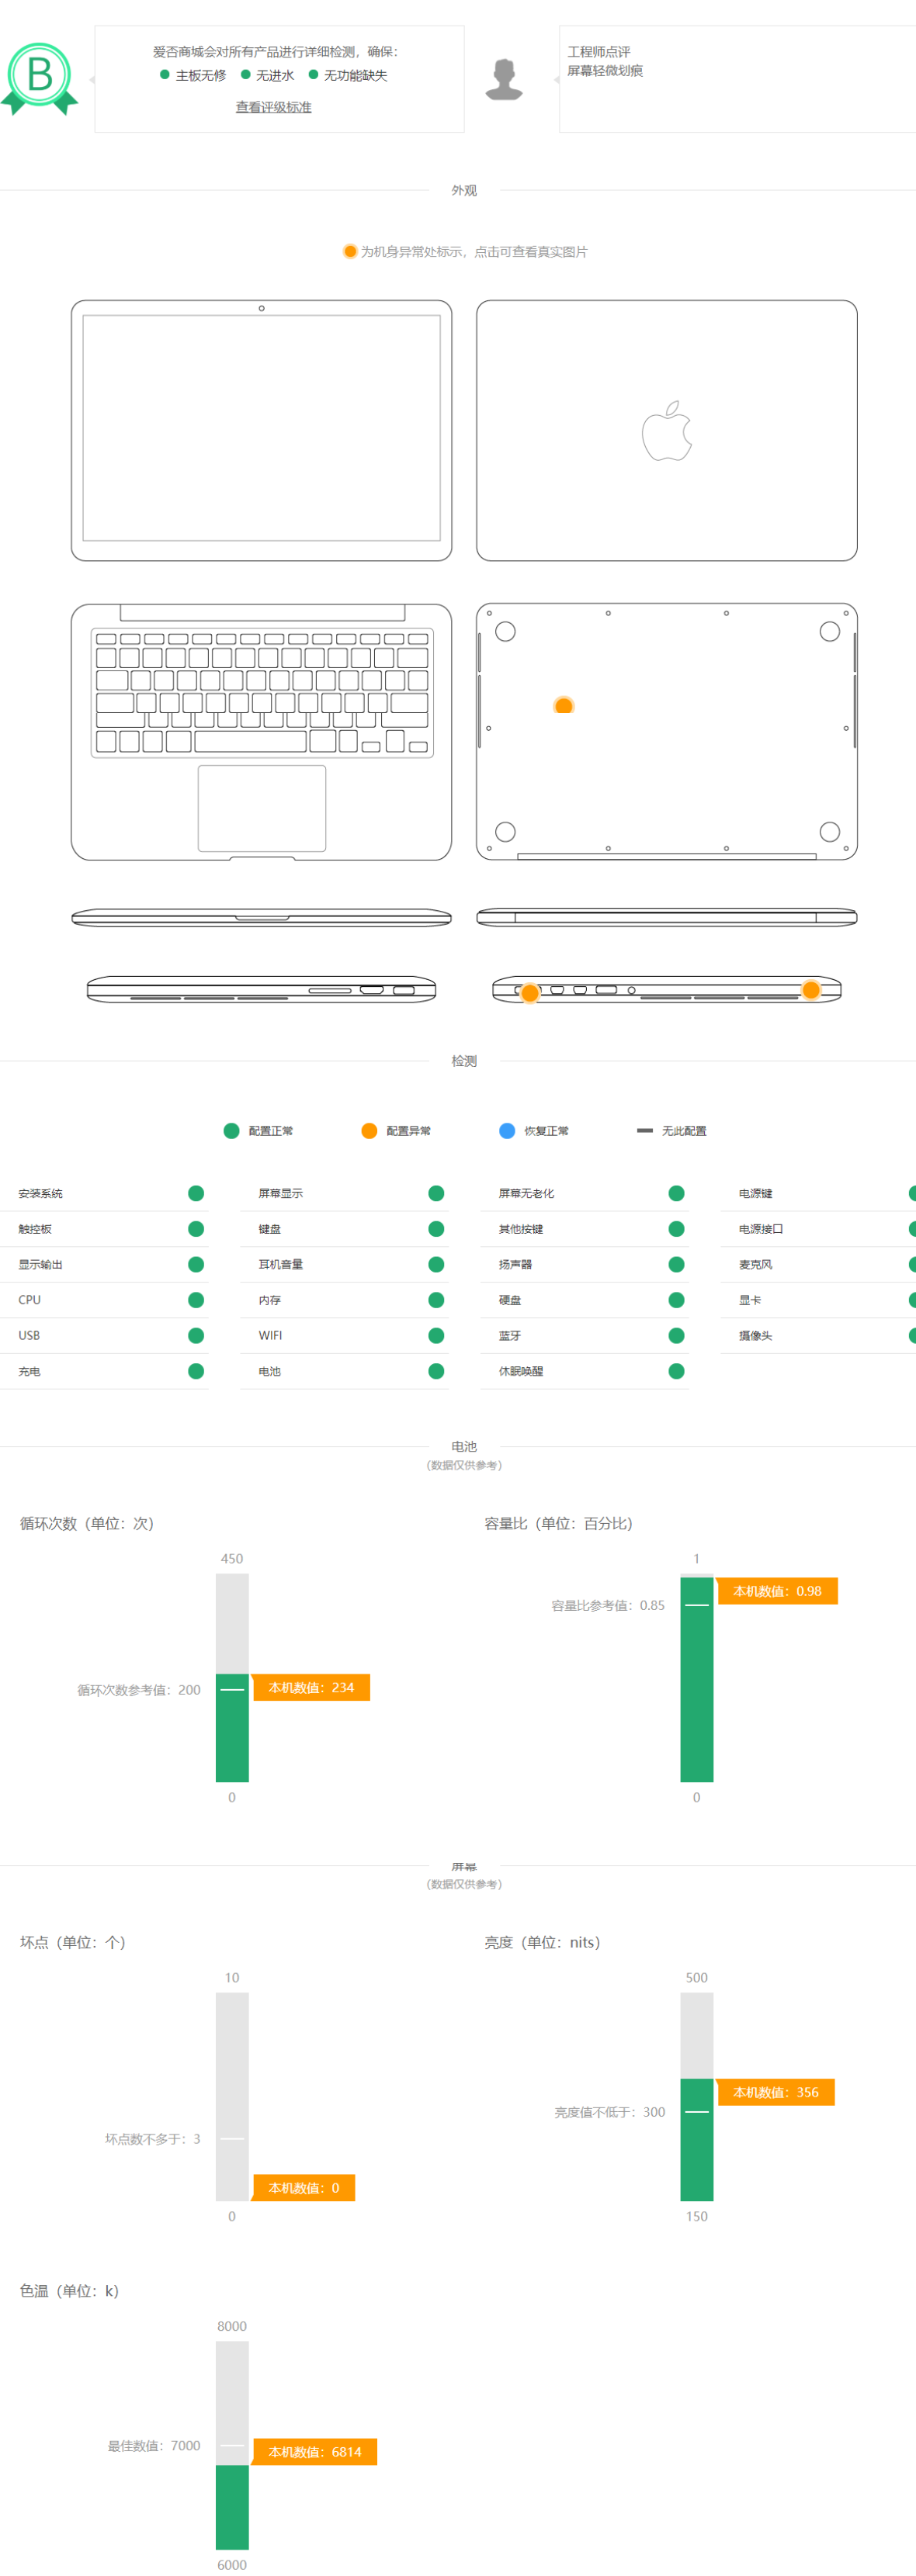 B
爱否商城会对所有产品进行详细检测，确保：
主板无修 无进水 无功能缺失
查看评级标准
工程师点评
屏幕轻微划痕
外观
为机身异常处标示，点击可查看真实图片
检测
配置正常 配置异常 恢复正常 无此配置
安装系统 屏幕显示 屏幕无老化 电源键
触控板 键盘 其他按键 电源接口
显示输出 耳机音量 扬声器 麦克风
CPU 内存 硬盘 显卡
USB WIFI 蓝牙 摄像头
充电 电池 休眠唤醒
电池
（数据仅供参考）
循环次数（单位：次）
450
循环次数参考值：200
本机数值：234
0
容量比（单位：百分比）
1
本机数值：0.98
容量比参考值：0.85
0
屏幕
（数据仅供参考）
坏点（单位：个）
10
坏点数不多于：3
本机数值：0
0
亮度（单位：nits）
500
本机数值：356
亮度值不低于：300
150
色温（单位：k）
8000
最佳数值：7000
本机数值：6814
6000